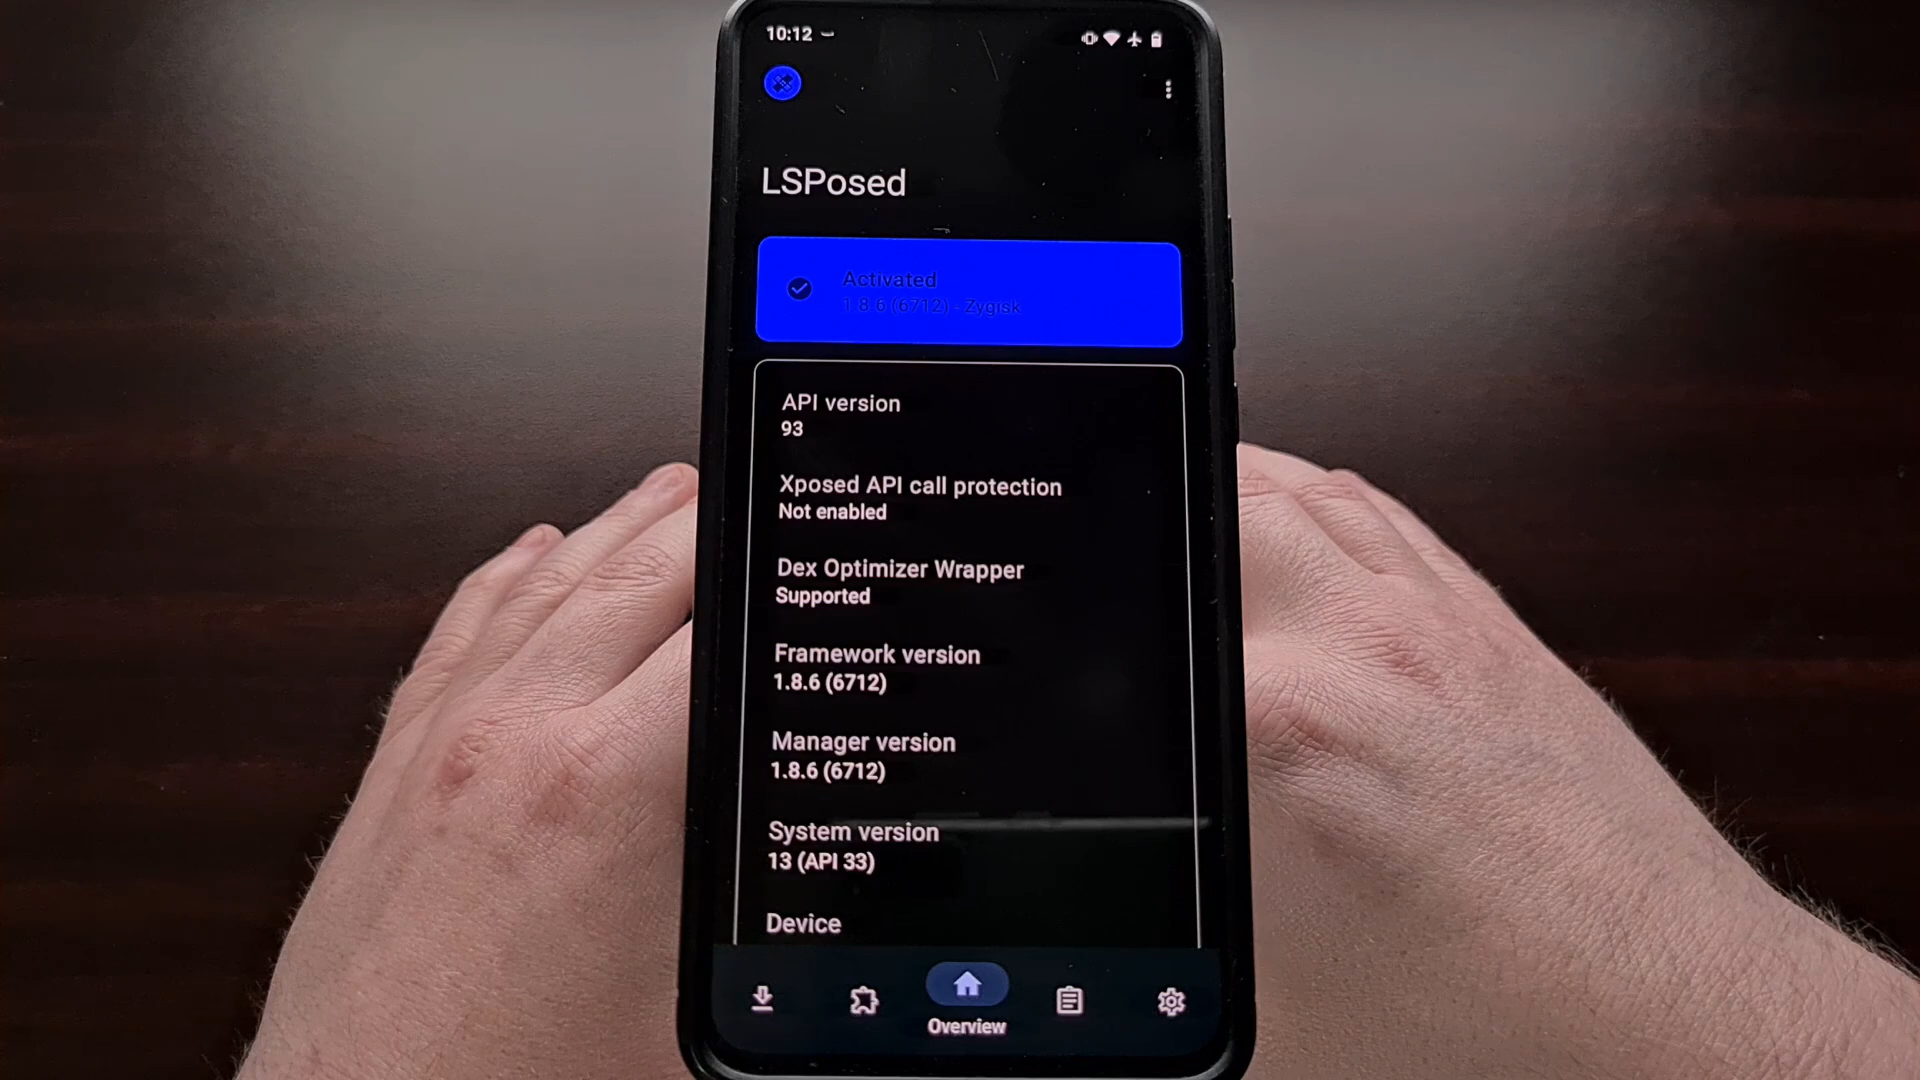 10:12
LSPosed
Activated
1.8.6 (6712) - Zygisk
API version
93
Xposed API call protection
Not enabled
Dex Optimizer Wrapper
Supported
Framework version
1.8.6 (6712)
Manager version
1.8.6 (6712)
System version
13 (API 33)
Device
Overview